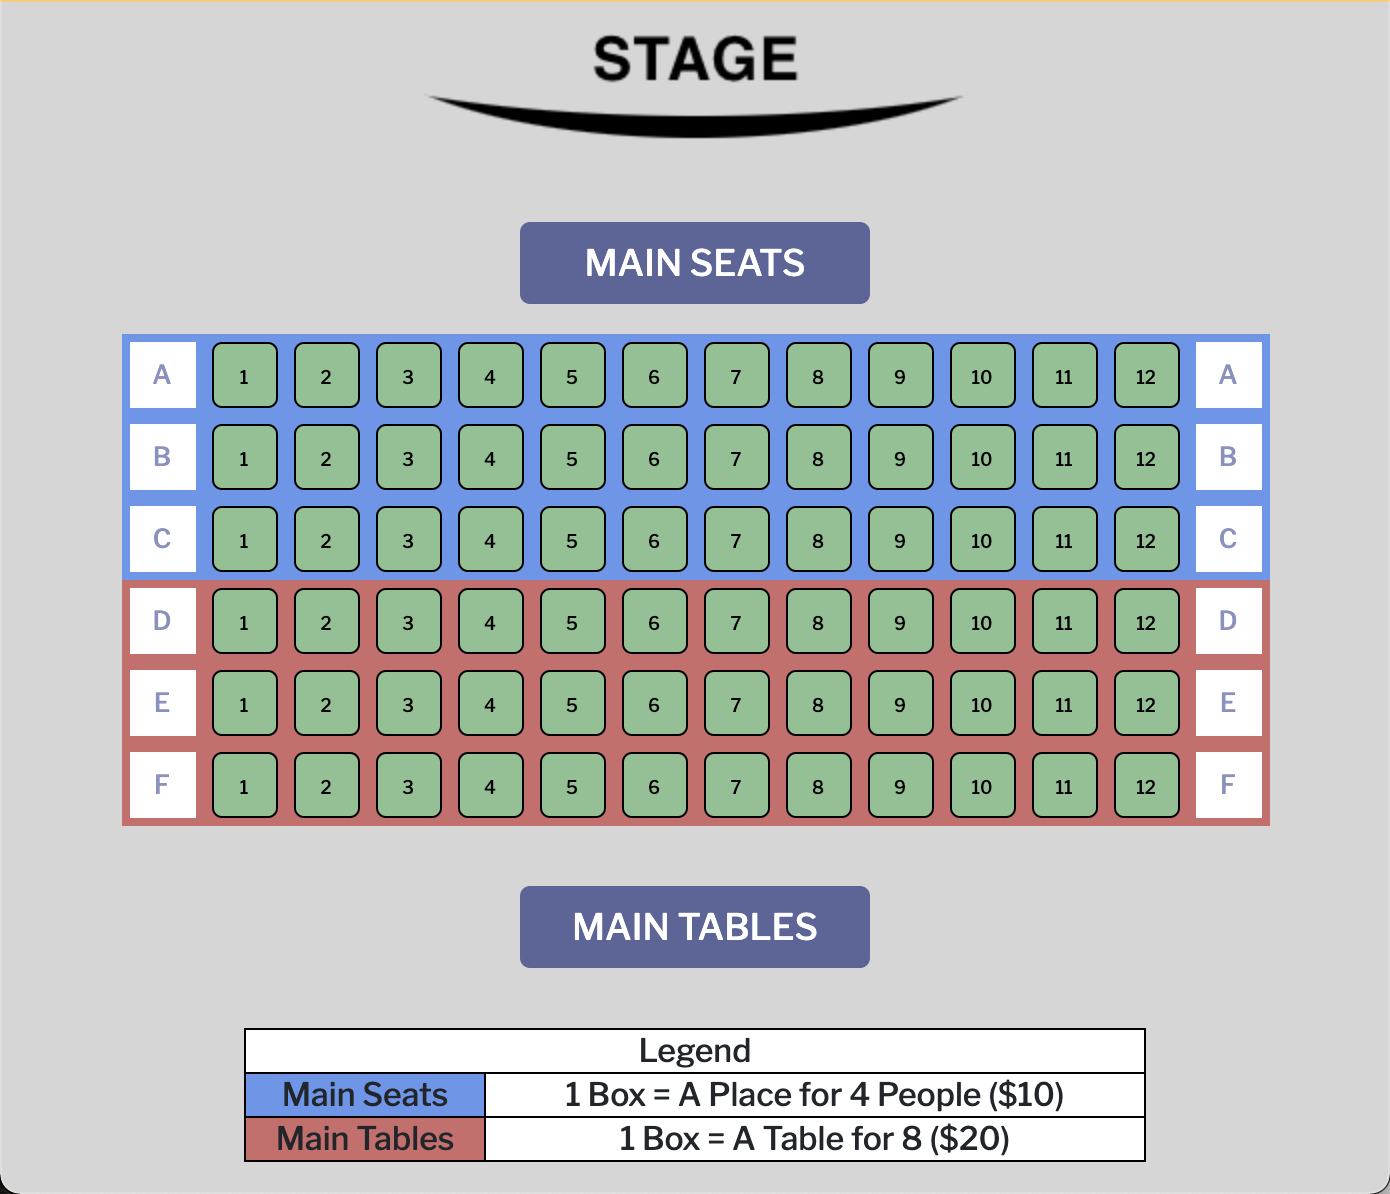 STAGE
MAIN SEATS
A 1 2 3 4 5 6 7 8 9 10 11 12 A
B 1 2 3 4 5 6 7 8 9 10 11 12 B
C 1 2 3 4 5 6 7 8 9 10 11 12 C
D 1 2 3 4 5 6 7 8 9 10 11 12 D
E 1 2 3 4 5 6 7 8 9 10 11 12 E
F 1 2 3 4 5 6 7 8 9 10 11 12 F
MAIN TABLES
Legend
Main Seats 1 Box = A Place for 4 People ($10)
Main Tables 1 Box = A Table for 8 ($20)